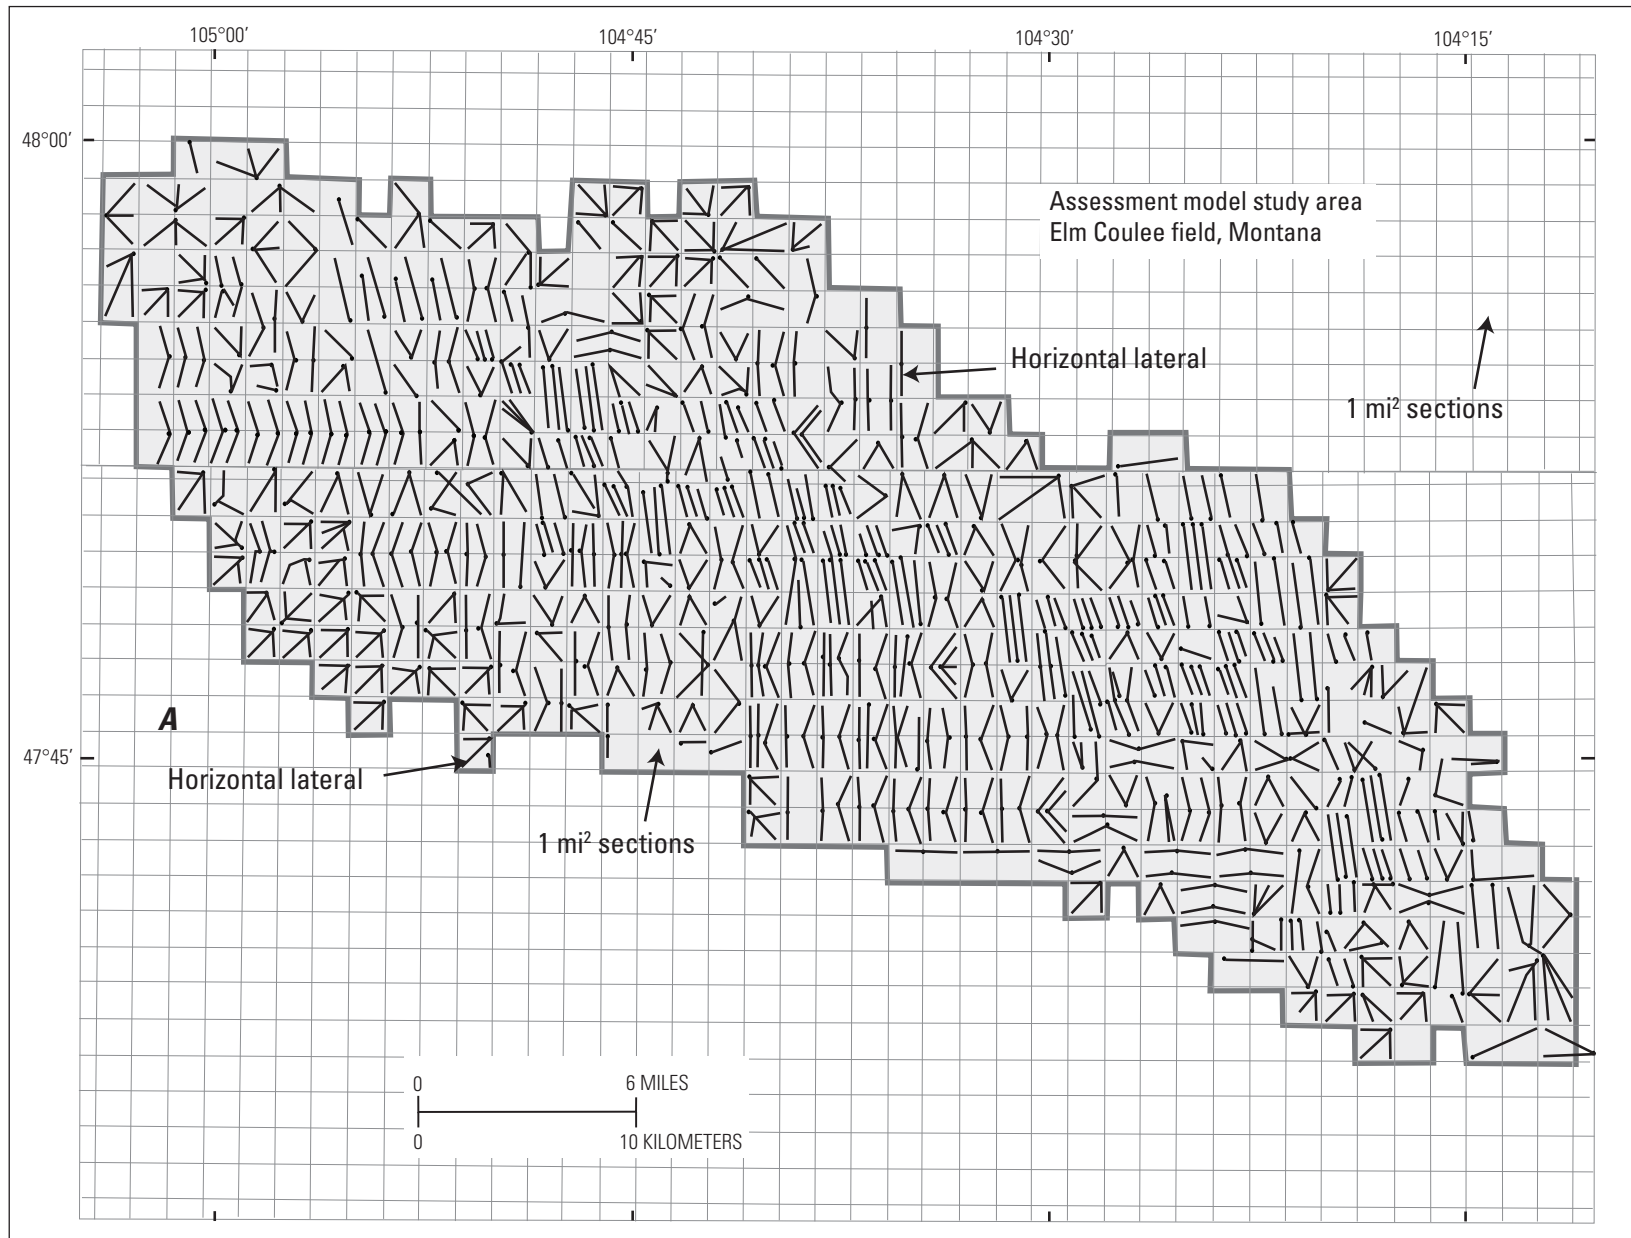 105°00′
104°45′
104°30′
104°15′
48°00′
Assessment model study area
Elm Coulee field, Montana
Horizontal lateral
1 mi² sections
A
47°45′
Horizontal lateral
1 mi² sections
0 6 MILES
0 10 KILOMETERS